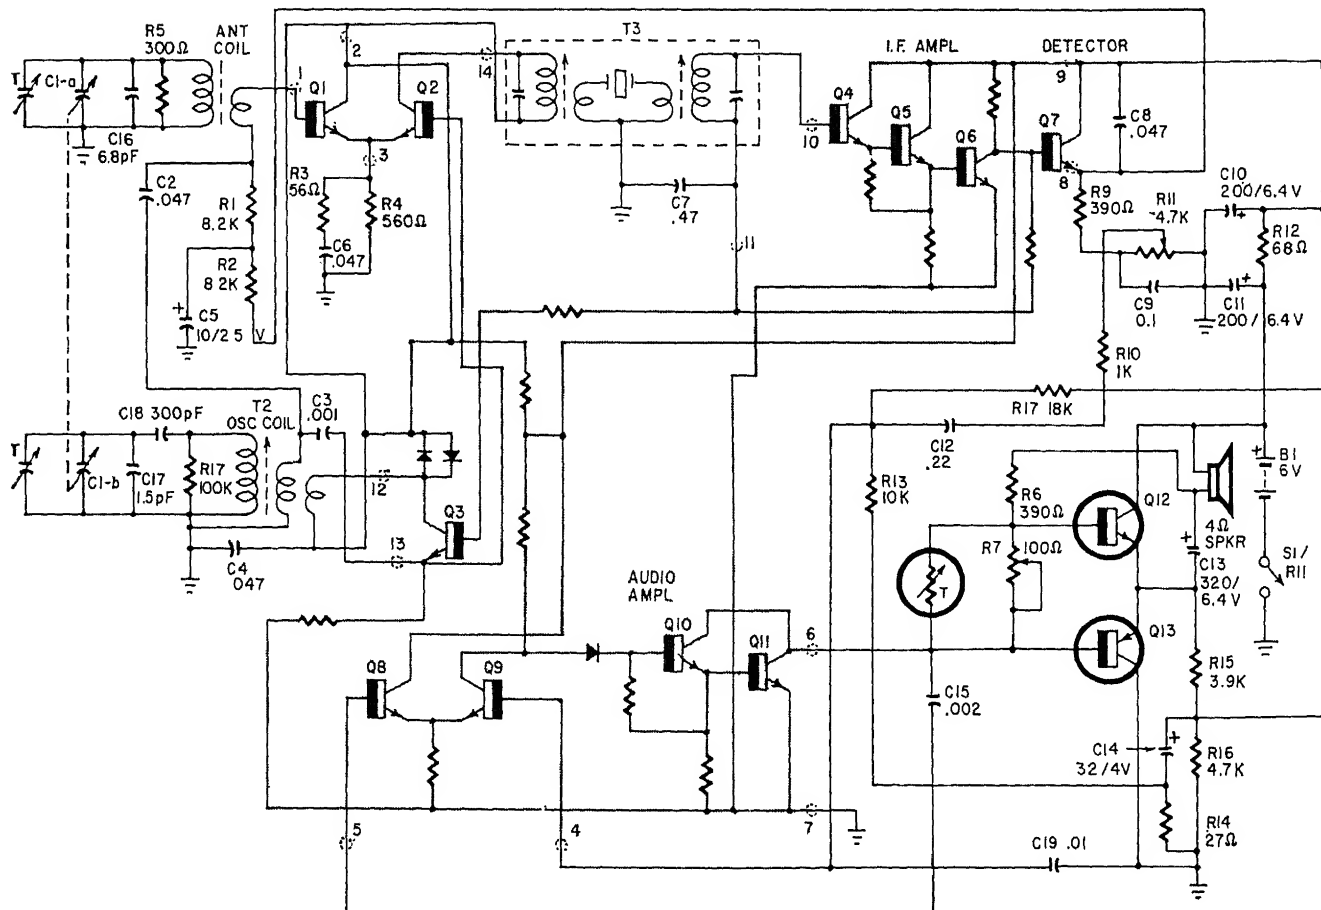 ANT
COIL
R5
300Ω
T
C1-a
C16
6.8pF
1
2
Q1
Q2
3
14
T3
I.F. AMPL
DETECTOR
9
Q4
Q5
Q6
Q7
10
8
C8
.047
C2
.047
R1
8.2K
R2
8.2K
R3
56Ω
R4
560Ω
C6
.047
C7
.47
11
R9
390Ω
R11
4.7K
C10
200/6.4V
+
R12
68Ω
C9
0.1
C11
+
200/6.4V
+
C5
10/2.5 V
R10
1K
R17 18K
C12
.22
C18 300pF
T2
OSC COIL
C3
.001
T
C1-b
C17
1.5pF
R17
100K
12
Q3
13
C4
.047
R13
10K
R6
390Ω
R7
100Ω
T
Q12
4Ω
SPKR
+
C13
320/
6.4V
+
B1
6V
S1/
R11
AUDIO
AMPL
Q10
Q11
6
Q13
Q8
Q9
C15
.002
R15
3.9K
C14
+
32/4V
R16
4.7K
R14
27Ω
5
4
7
C19 .01